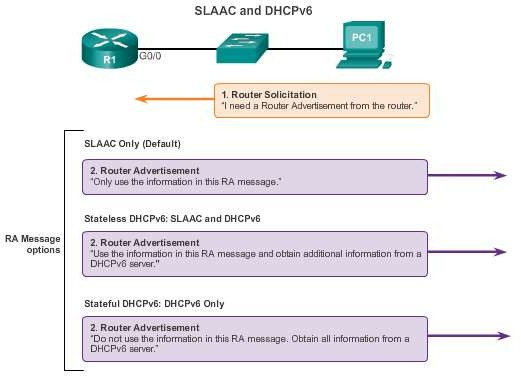 SLAAC and DHCPv6
R1
G0/0
PC1
1. Router Solicitation
“I need a Router Advertisement from the router.”
RA Message
options
SLAAC Only (Default)
2. Router Advertisement
“Only use the information in this RA message.”
Stateless DHCPv6: SLAAC and DHCPv6
2. Router Advertisement
“Use the information in this RA message and obtain additional information from a
DHCPv6 server.”
Stateful DHCPv6: DHCPv6 Only
2. Router Advertisement
“Do not use the information in this RA message. Obtain all information from a
DHCPv6 server.”